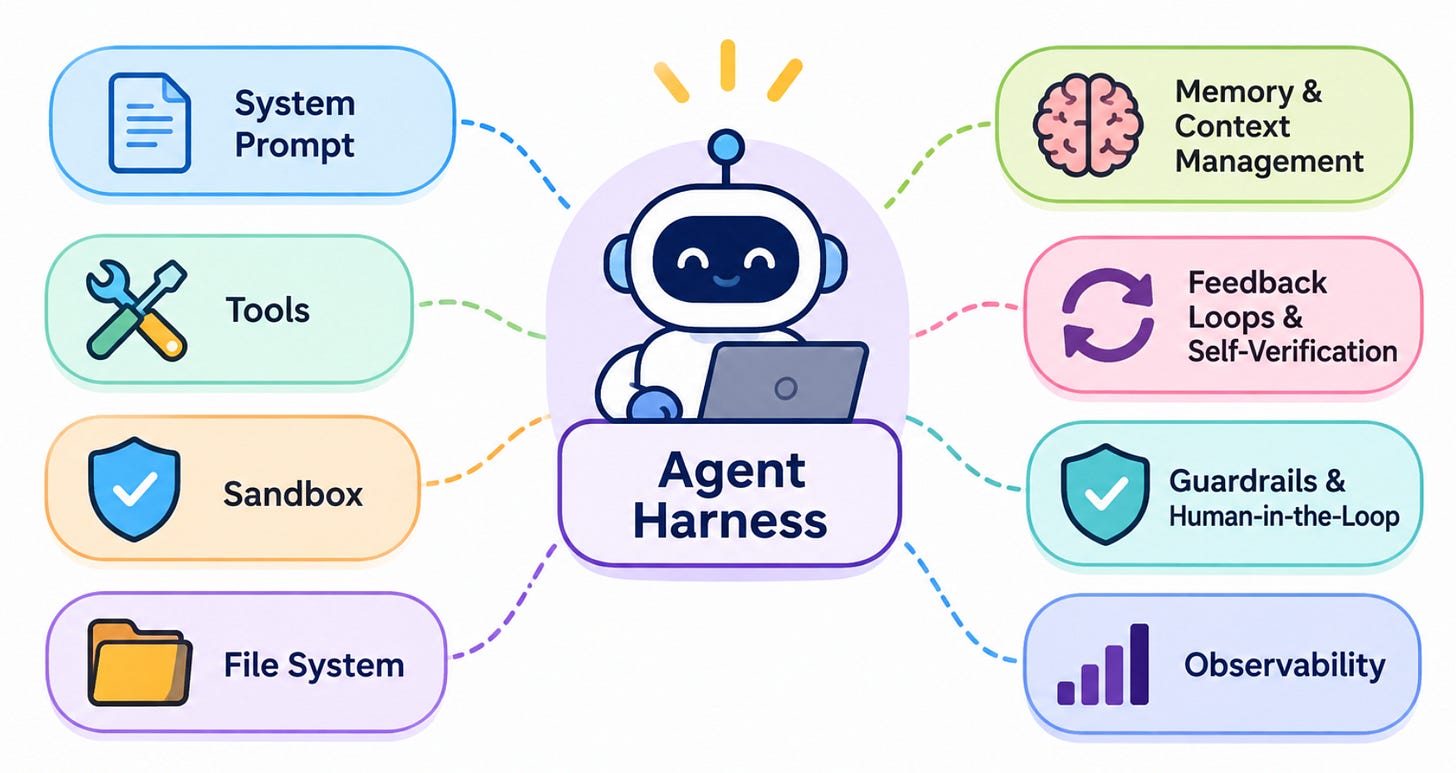 System
Prompt
Tools
Sandbox
File System
Agent
Harness
Memory &
Context
Management
Feedback
Loops &
Self-Verification
Guardrails &
Human-in-the-Loop
Observability